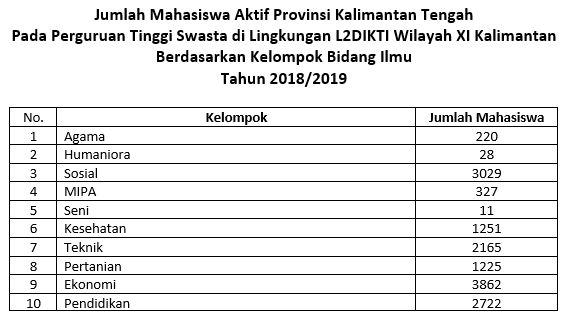 Jumlah Mahasiswa Aktif Provinsi Kalimantan Tengah
Pada Perguruan Tinggi Swasta di Lingkungan L2DIKTI Wilayah XI Kalimantan
Berdasarkan Kelompok Bidang Ilmu
Tahun 2018/2019
No. Kelompok Jumlah Mahasiswa
1 Agama 220
2 Humaniora 28
3 Sosial 3029
4 MIPA 327
5 Seni 11
6 Kesehatan 1251
7 Teknik 2165
8 Pertanian 1225
9 Ekonomi 3862
10 Pendidikan 2722